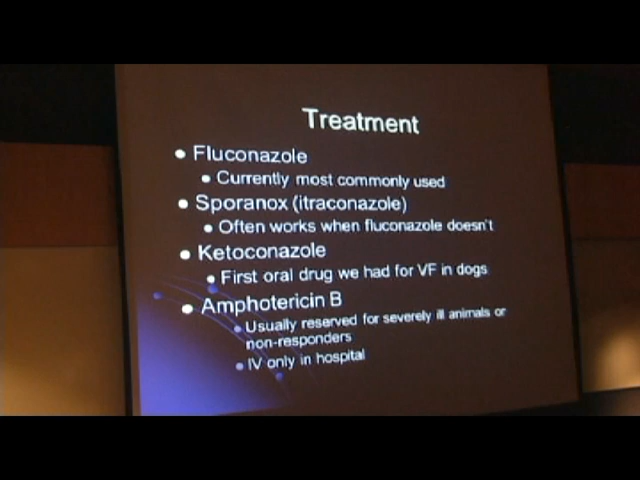 Treatment
Fluconazole
Currently most commonly used
Sporanox (itraconazole)
Often works when fluconazole doesn't
Ketoconazole
First oral drug we had for VF in dogs
Amphotericin B
Usually reserved for severely ill animals or
non-responders
IV only in hospital